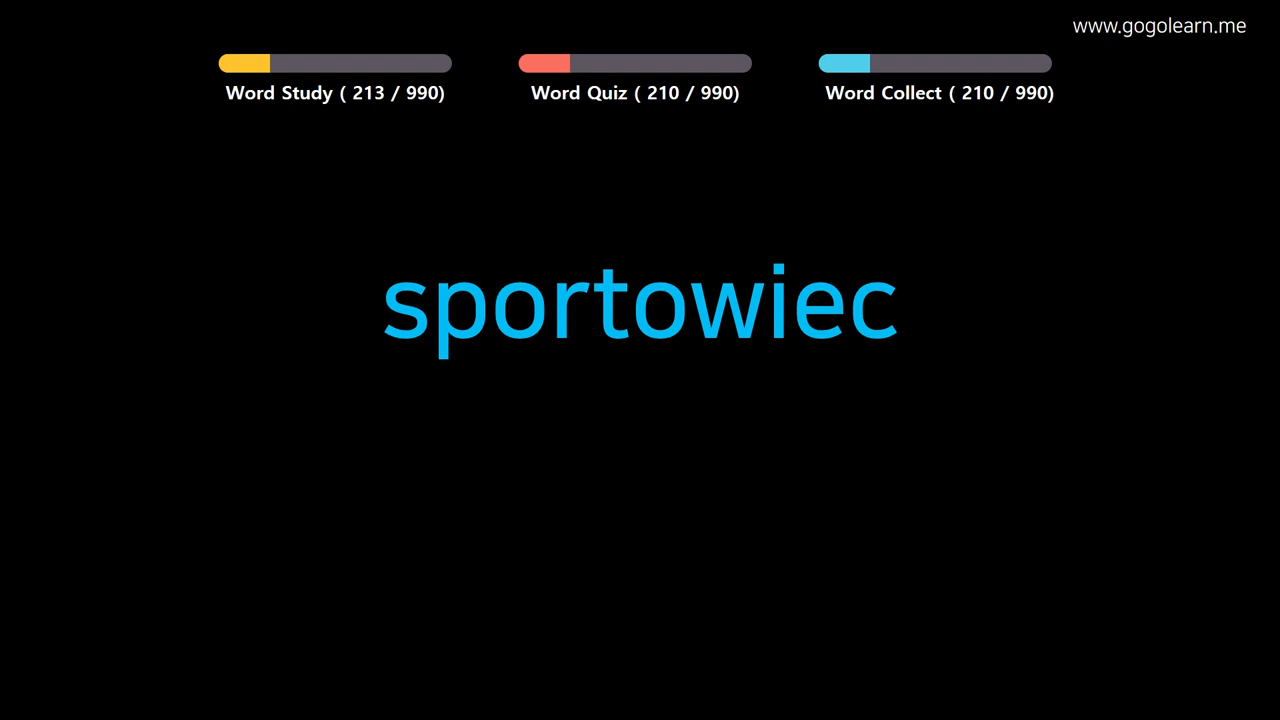 www.gogolearn.me
Word Study ( 213 / 990)
Word Quiz ( 210 / 990)
Word Collect ( 210 / 990)
sportowiec